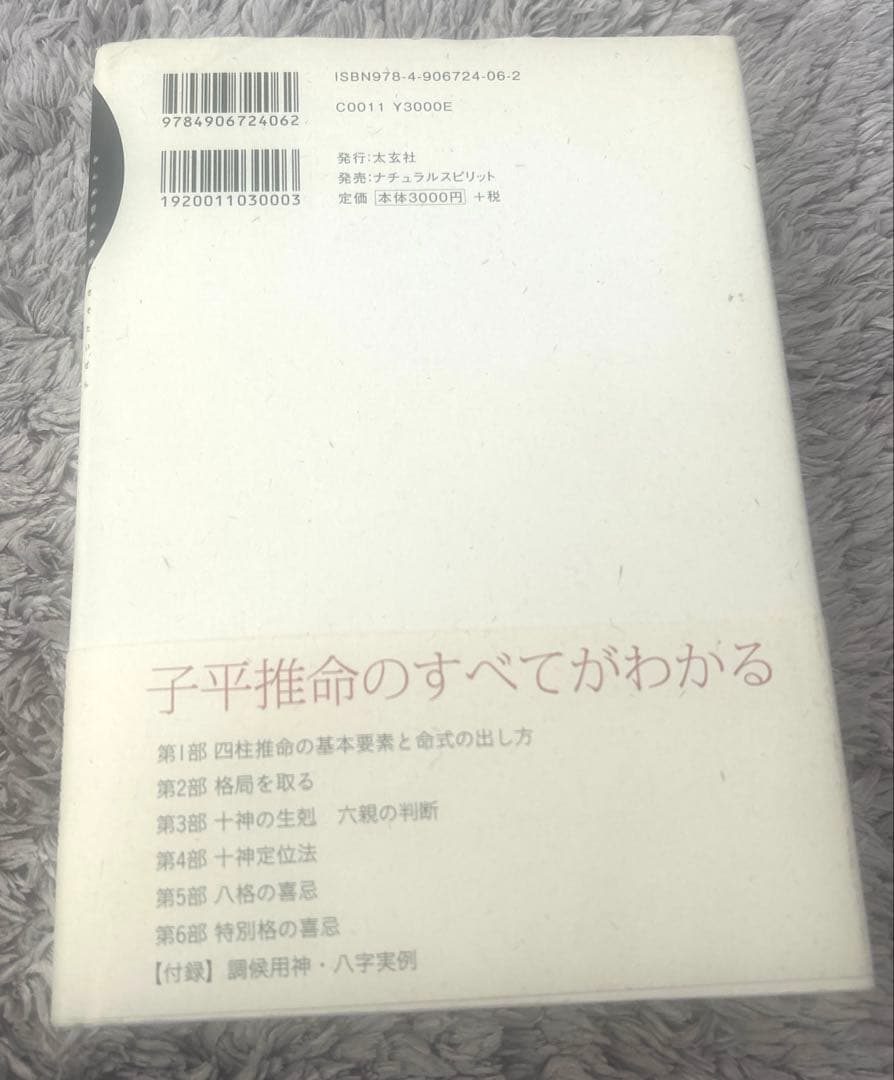 ISBN978-4-906724-06-2
9784906724062
C0011 Y3000E
1920011030003
発行：太玄社
発売：ナチュラルスピリット
定価 本体3000円 +税
子平推命のすべてがわかる
第1部 四柱推命の基本要素と命式の出し方
第2部 格局を取る
第3部 十神の生剋 六親の判断
第4部 十神定位法
第5部 八格の喜忌
第6部 特別格の喜忌
【付録】調候用神・八字実例